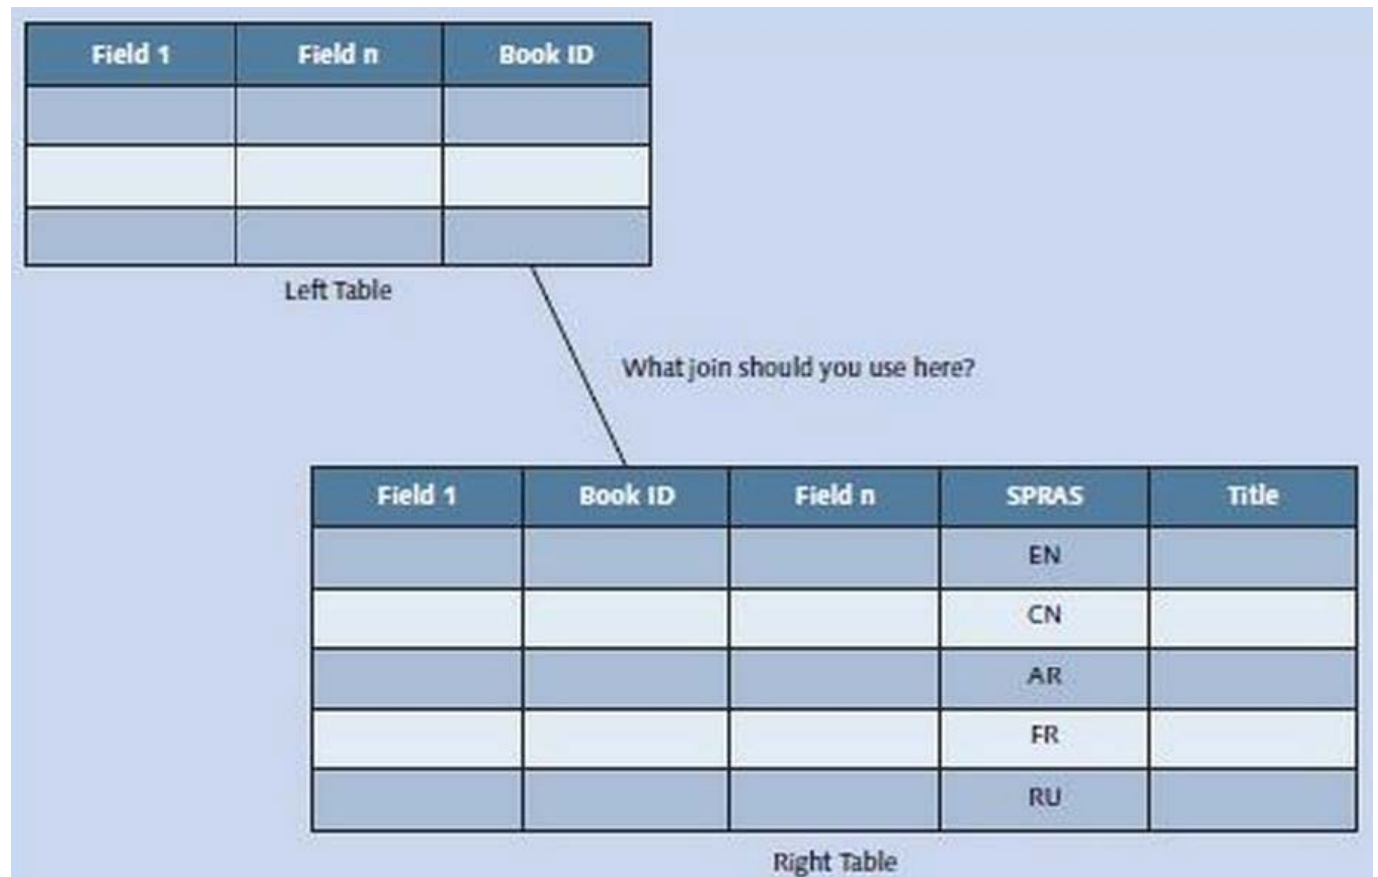 Field 1 Field n Book ID
Left Table
What join should you use here?
Field 1 Book ID Field n SPRAS Title
EN
CN
AR
FR
RU
Right Table